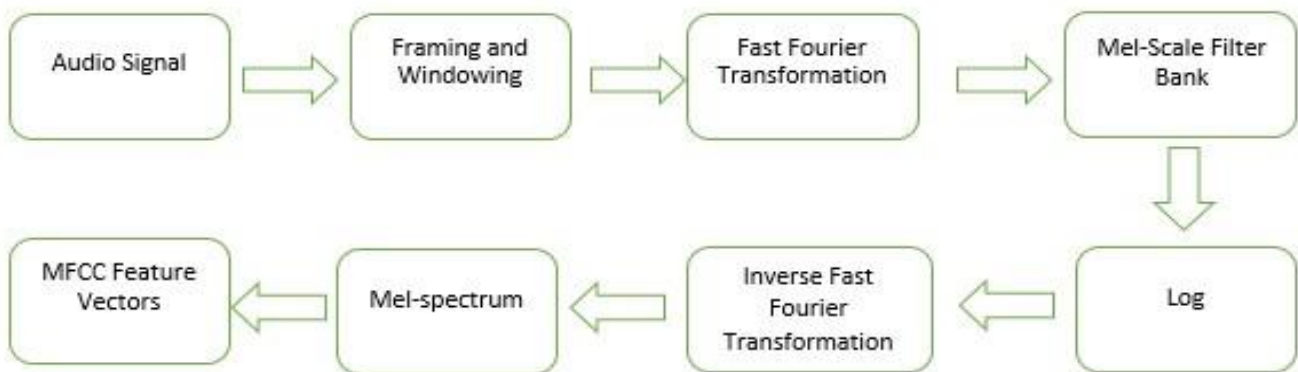 Audio Signal
Framing and
Windowing
Fast Fourier
Transformation
Mel-Scale Filter
Bank
Log
Inverse Fast
Fourier
Transformation
Mel-spectrum
MFCC Feature
Vectors